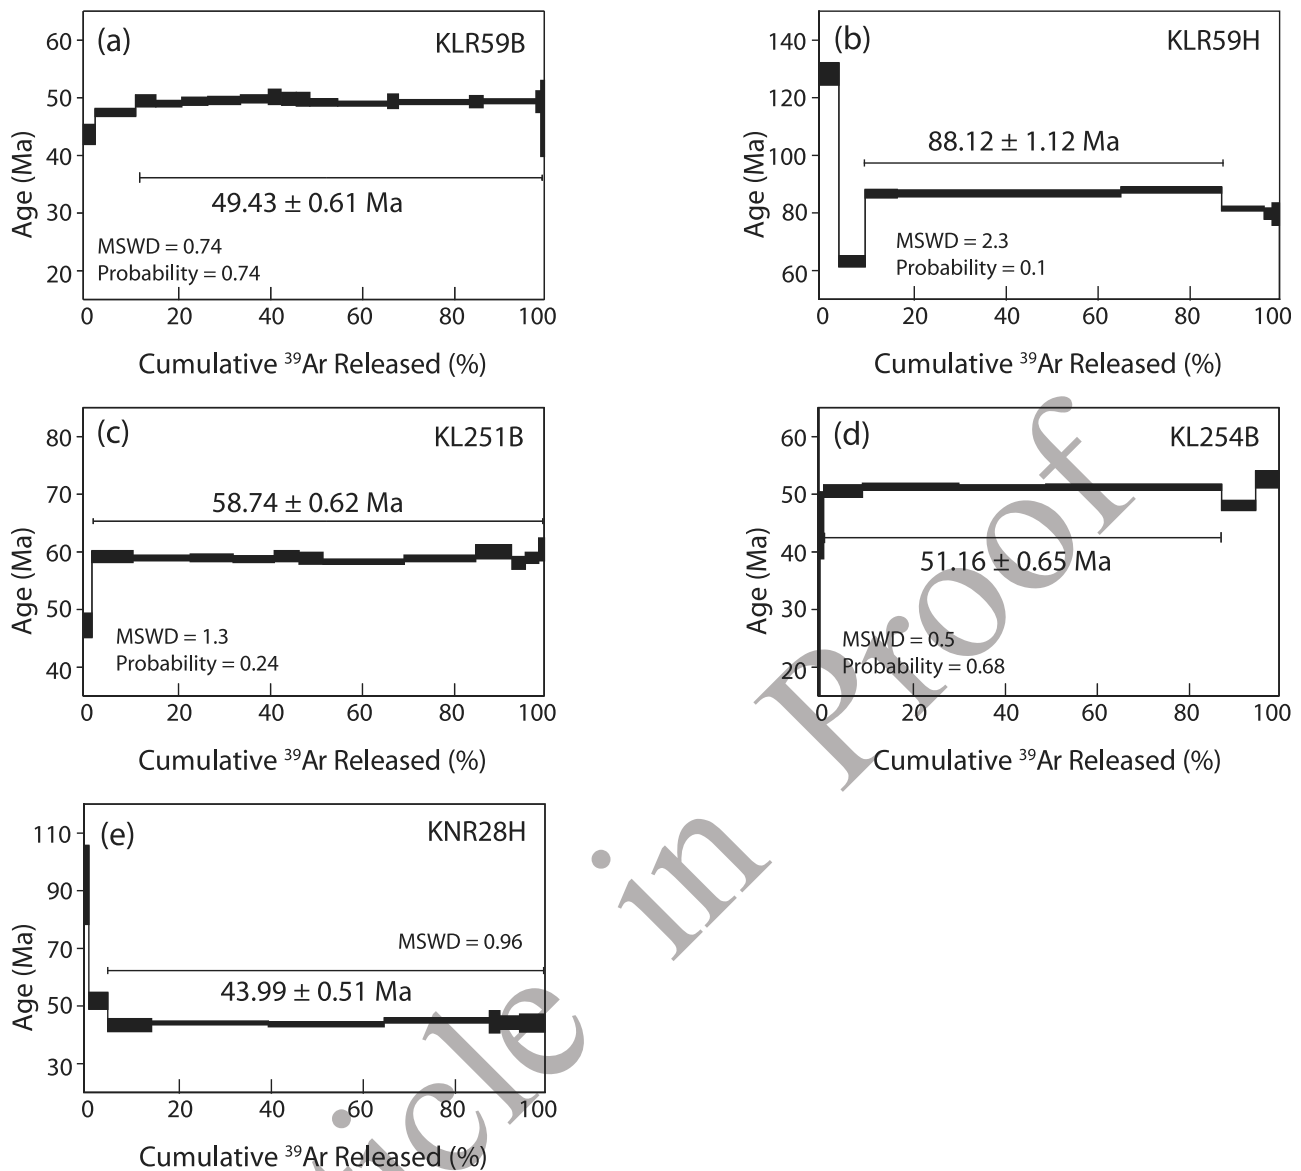 (a)
KLR59B
60
50
40
30
20
Age (Ma)
49.43 ± 0.61 Ma
MSWD = 0.74
Probability = 0.74
0 20 40 60 80 100
Cumulative ³⁹Ar Released (%)
(b)
KLR59H
140
120
100
80
60
Age (Ma)
88.12 ± 1.12 Ma
MSWD = 2.3
Probability = 0.1
0 20 40 60 80 100
Cumulative ³⁹Ar Released (%)
(c)
KL251B
80
70
60
50
40
Age (Ma)
58.74 ± 0.62 Ma
MSWD = 1.3
Probability = 0.24
0 20 40 60 80 100
Cumulative ³⁹Ar Released (%)
(d)
KL254B
60
50
40
30
20
Age (Ma)
51.16 ± 0.65 Ma
MSWD = 0.5
Probability = 0.68
0 20 40 60 80 100
Cumulative ³⁹Ar Released (%)
(e)
KNR28H
110
90
70
50
30
Age (Ma)
MSWD = 0.96
43.99 ± 0.51 Ma
0 20 40 60 80 100
Cumulative ³⁹Ar Released (%)
icle in Proof